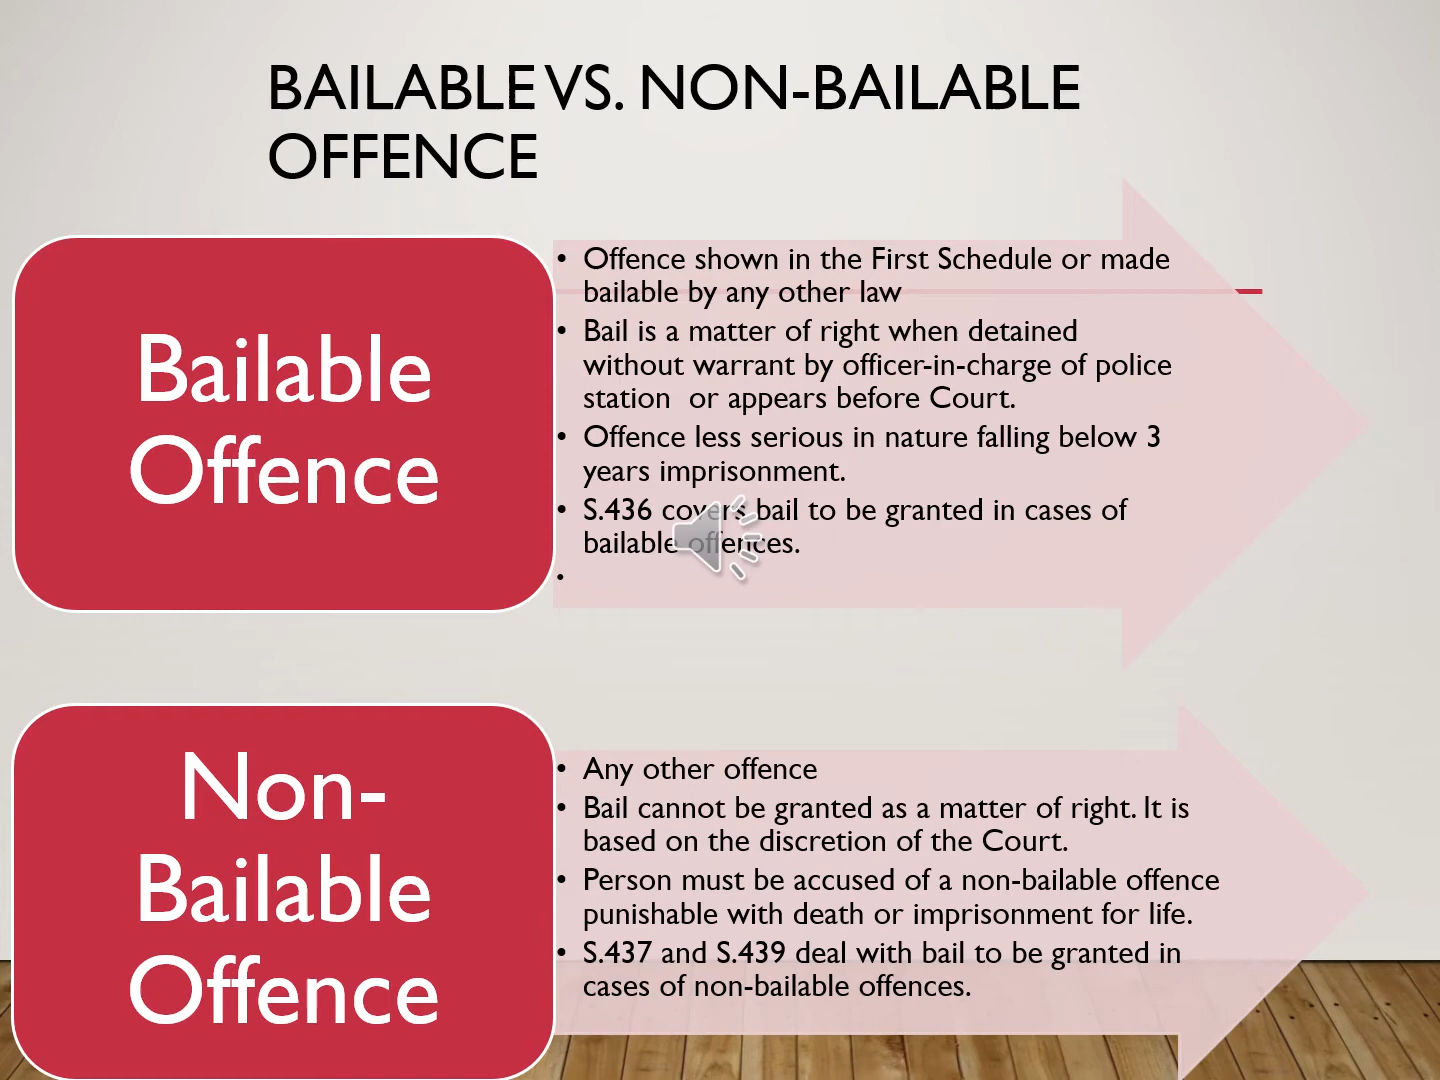 BAILABLE VS. NON-BAILABLE
OFFENCE
Bailable
Offence
• Offence shown in the First Schedule or made
bailable by any other law
• Bail is a matter of right when detained
without warrant by officer-in-charge of police
station or appears before Court.
• Offence less serious in nature falling below 3
years imprisonment.
• S.436 covers bail to be granted in cases of
bailable offences.
•
Non-
Bailable
Offence
• Any other offence
• Bail cannot be granted as a matter of right. It is
based on the discretion of the Court.
• Person must be accused of a non-bailable offence
punishable with death or imprisonment for life.
• S.437 and S.439 deal with bail to be granted in
cases of non-bailable offences.